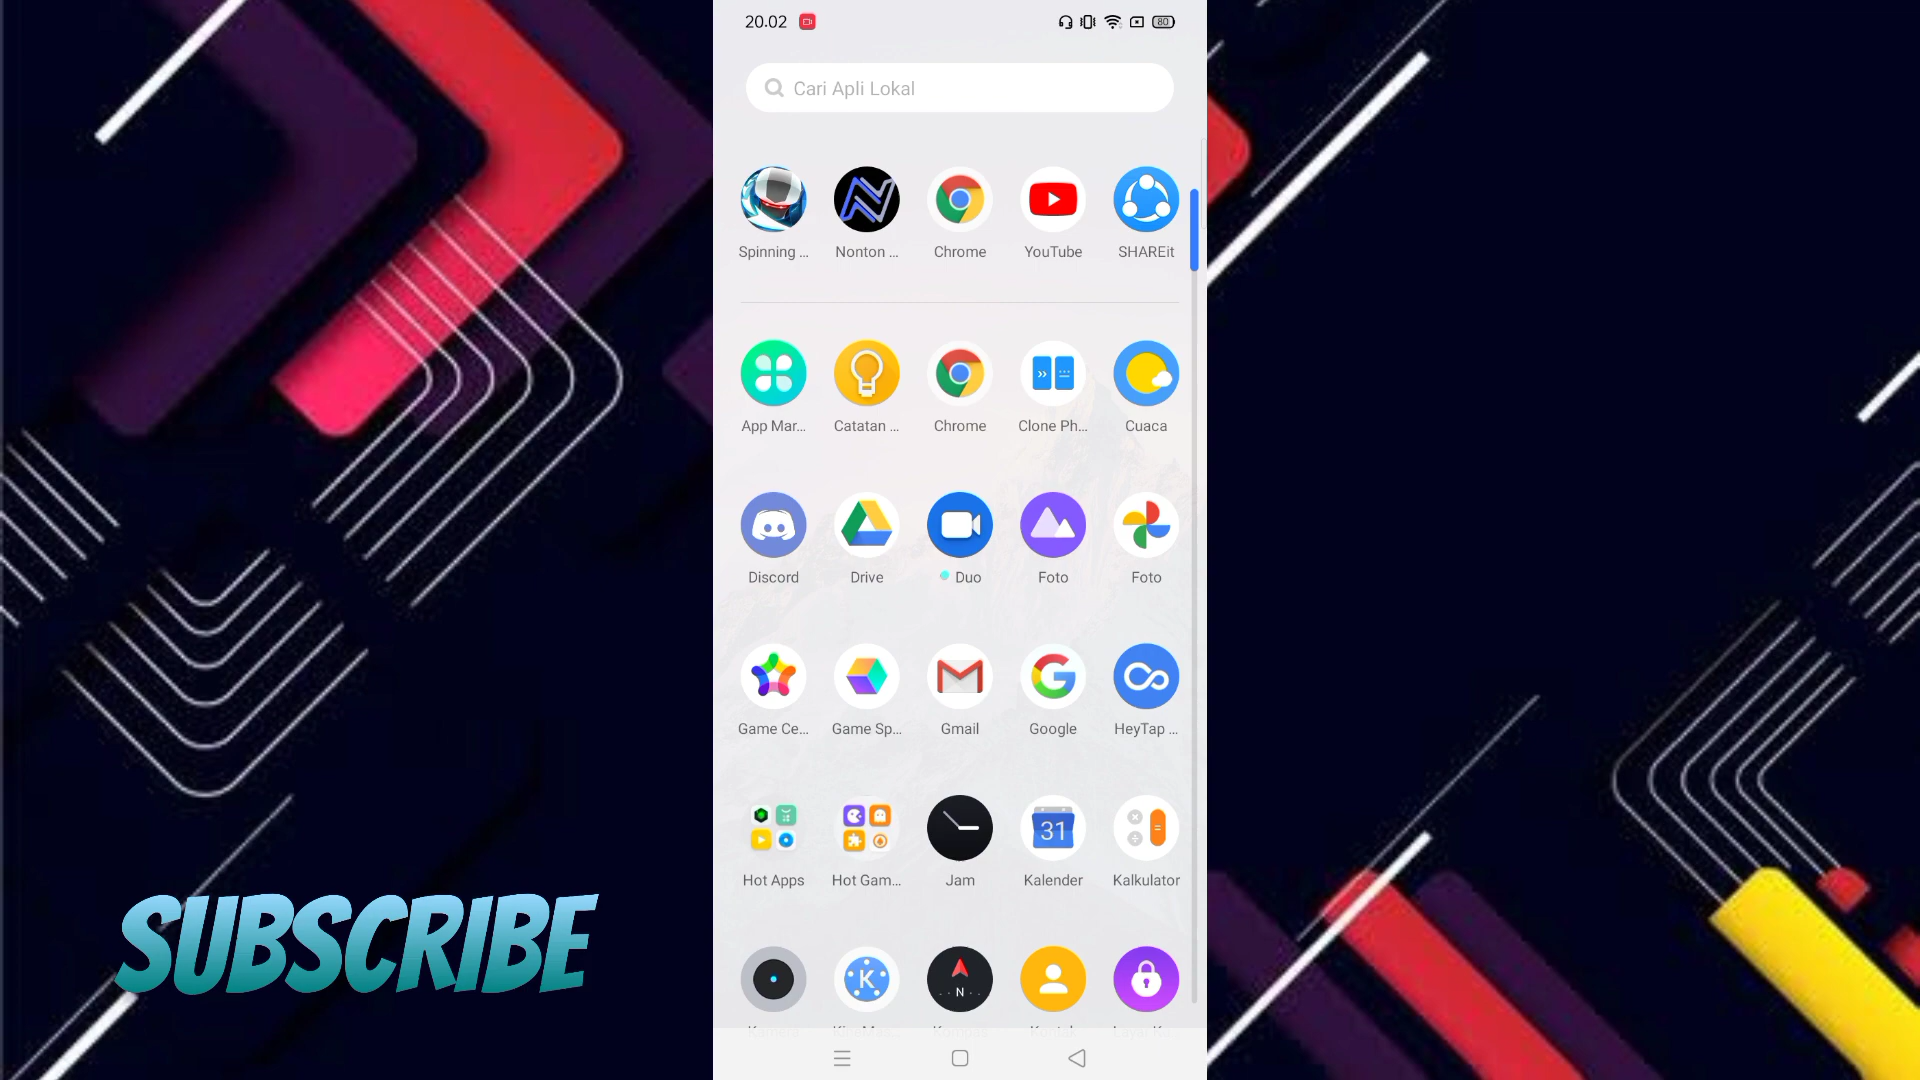 20.02
80
Cari Apli Lokal
Spinning ... Nonton ... Chrome YouTube SHAREit
App Mar... Catatan ... Chrome Clone Ph... Cuaca
Discord Drive Duo Foto Foto
Game Ce... Game Sp... Gmail Google HeyTap ...
31
Hot Apps Hot Gam... Jam Kalender Kalkulator
K
N
SUBSCRIBE